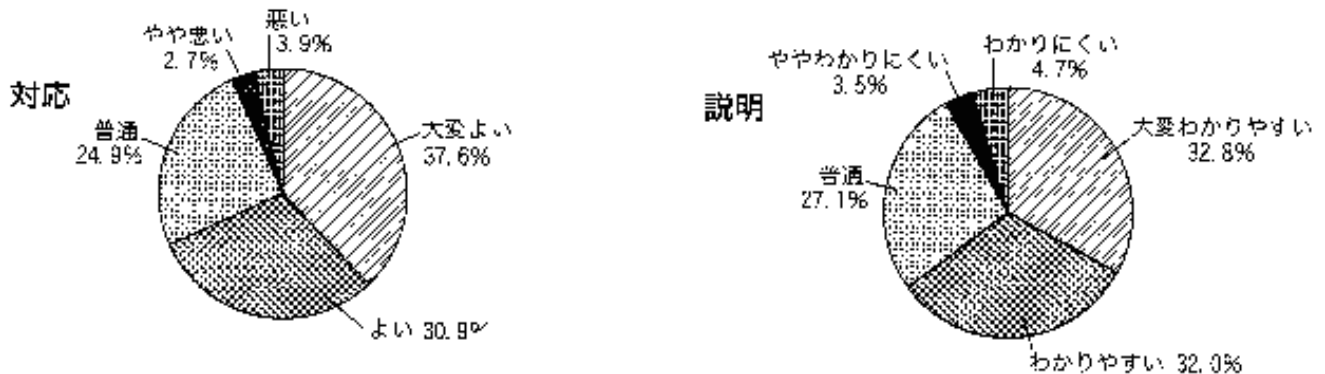 対応
悪い
3.9%
やや悪い
2.7%
普通
24.9%
大変よい
37.6%
よい 30.9%
説明
わかりにくい
4.7%
ややわかりにくい
3.5%
普通
27.1%
大変わかりやすい
32.8%
わかりやすい 32.0%